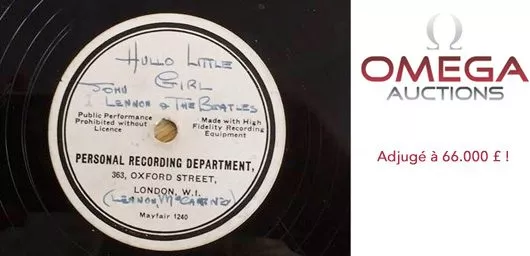 HULLO LITTLE
GIRL
JOHN
LENNON & THE BEATLES
Public Performance
Prohibited without
Licence
Made with High
Fidelity Recording
Equipment
PERSONAL RECORDING DEPARTMENT,
363, OXFORD STREET,
LONDON, W.I.
(LENNON, McCARTNEY)
Mayfair 1240
Ω
OMEGA
AUCTIONS
Adjugé à 66.000 £ !